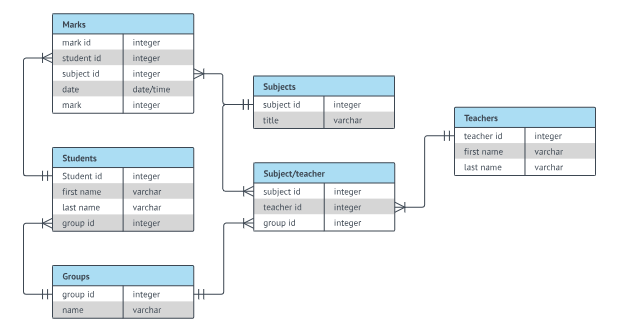 Marks
mark id integer
student id integer
subject id integer
date date/time
mark integer
Subjects
subject id integer
title varchar
Teachers
teacher id integer
first name varchar
last name varchar
Students
Student id integer
first name varchar
last name varchar
group id integer
Subject/teacher
subject id integer
teacher id integer
group id integer
Groups
group id integer
name varchar